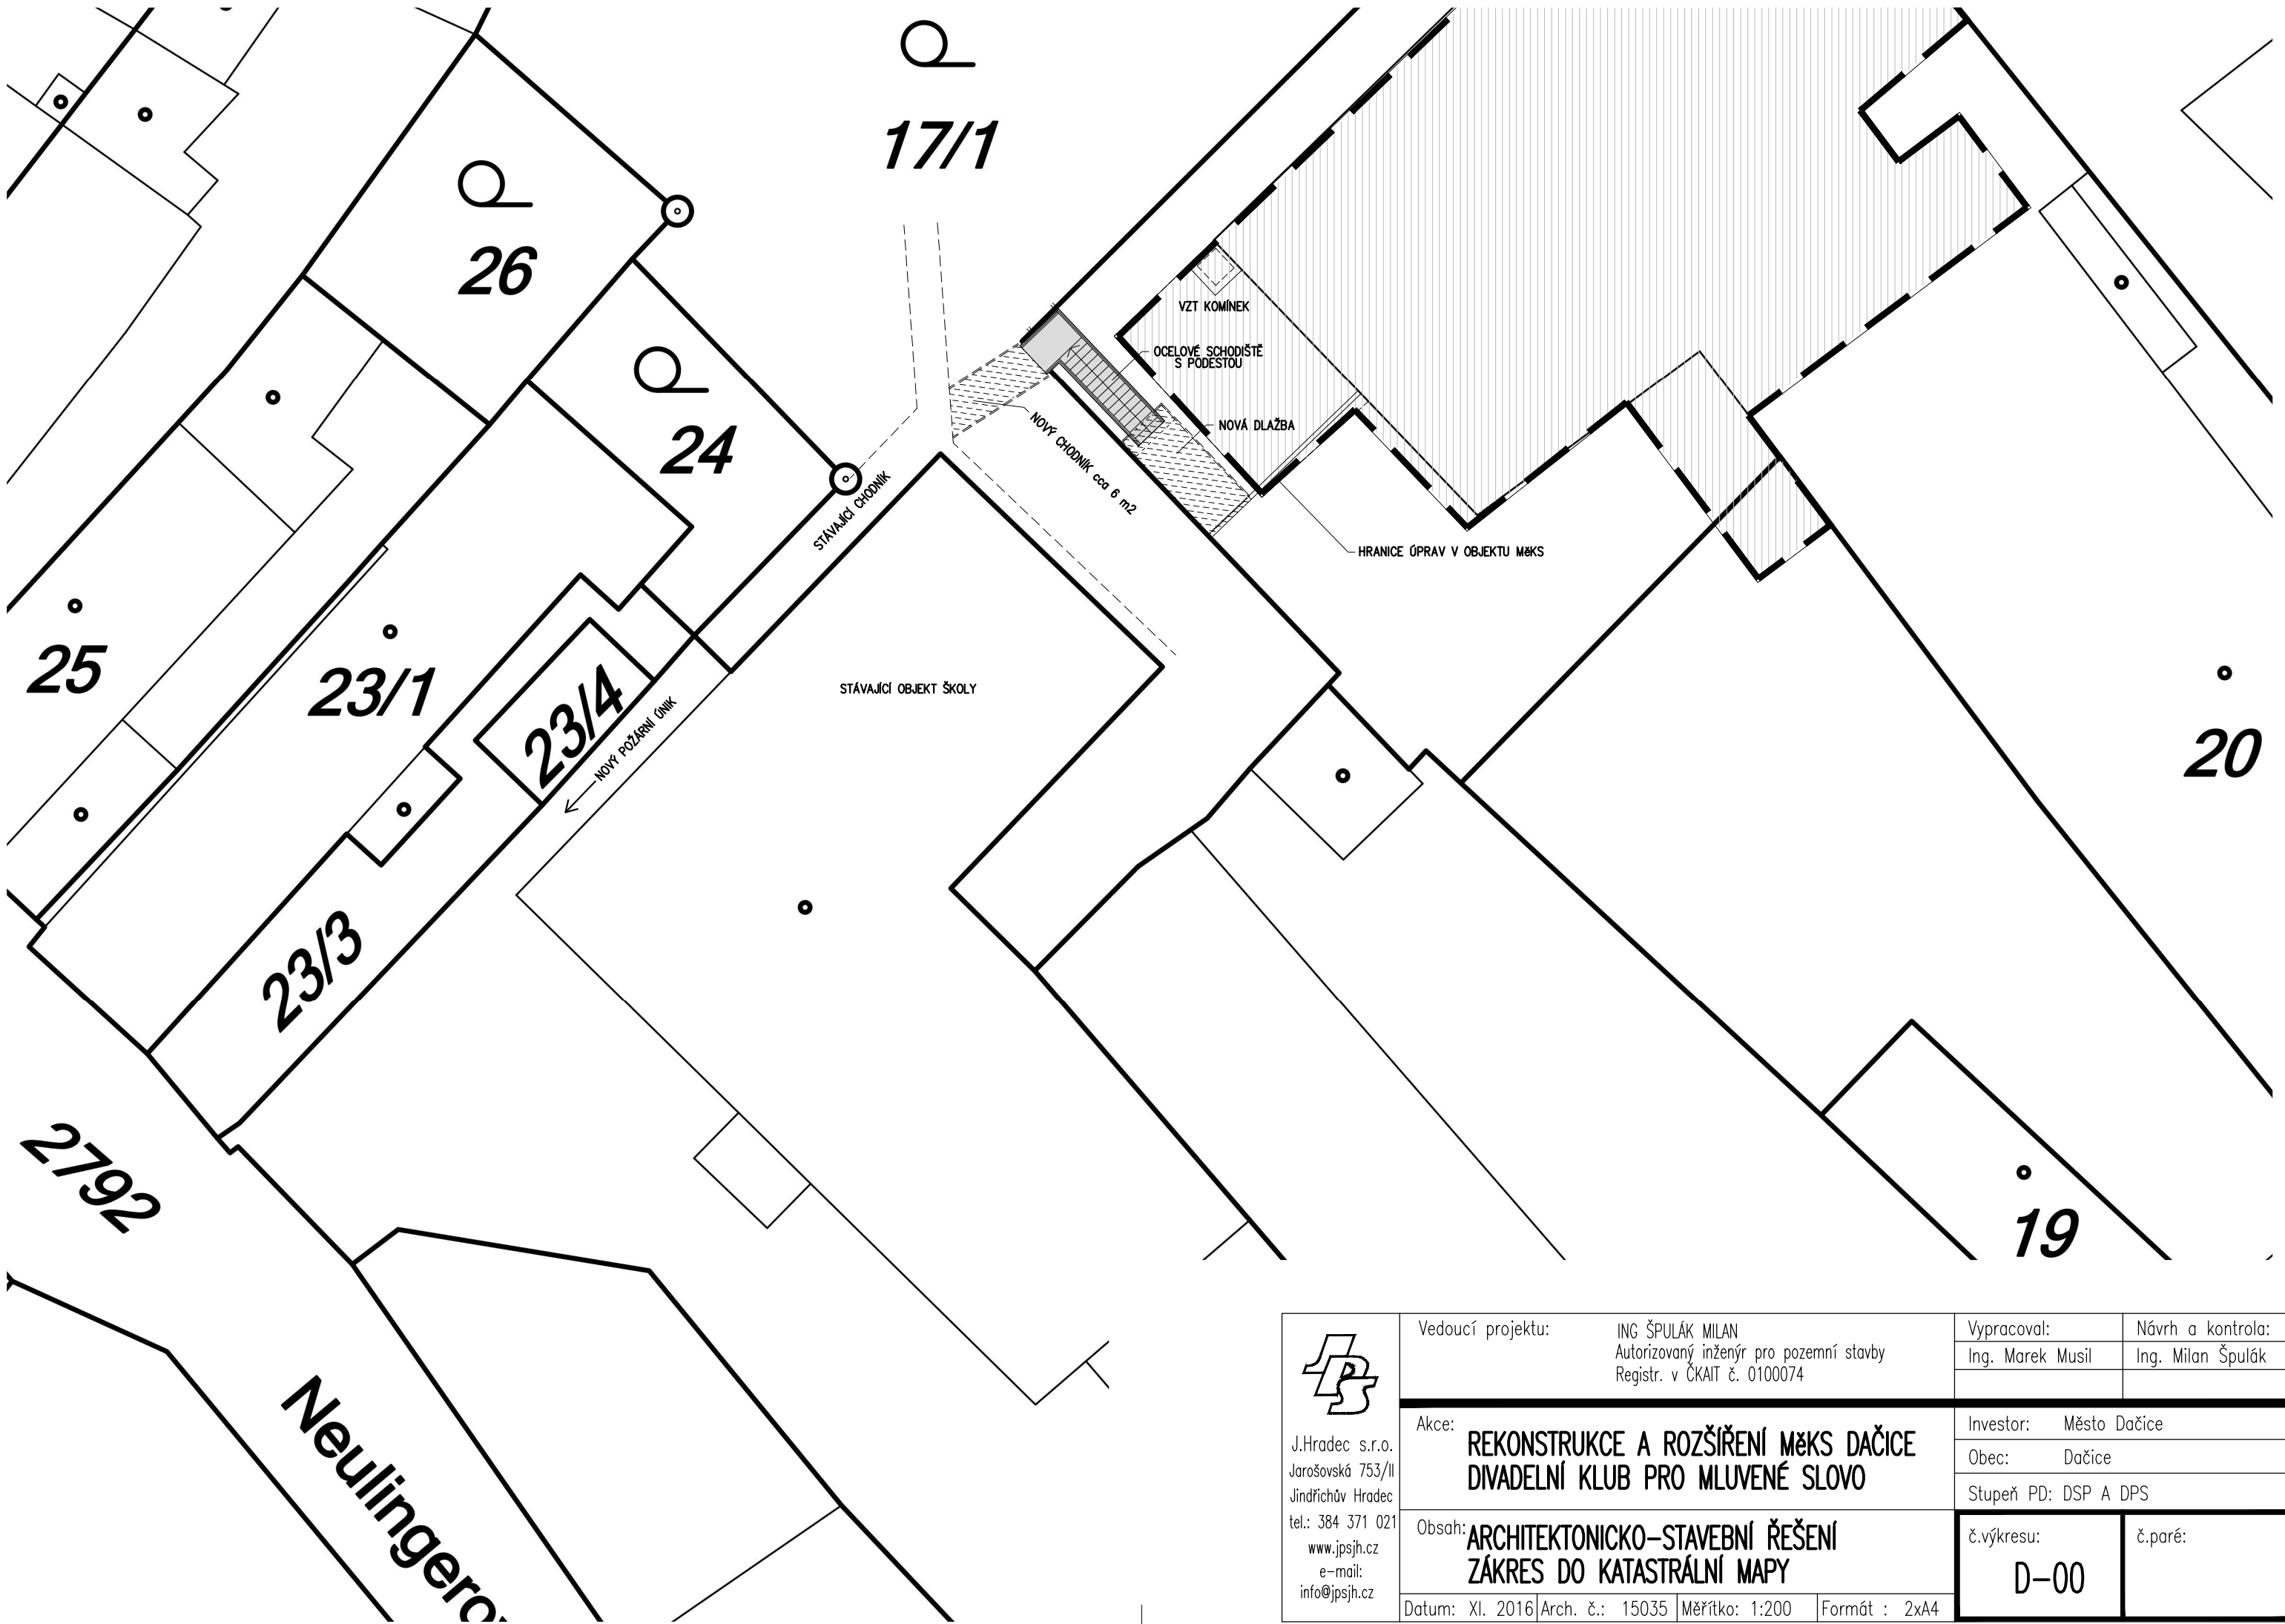 17/1
26
VZT KOMÍNEK
OCELOVÉ SCHODIŠTĚ
S PODESTOU
24
NOVÁ DLAŽBA
NOVÝ CHODNÍK cca 6 m2
STÁVAJÍCÍ CHODNÍK
HRANICE ÚPRAV V OBJEKTU MěKS
25
23/1
23/4
STÁVAJÍCÍ OBJEKT ŠKOLY
NOVÝ POŽÁRNÍ ÚNIK
20
23/3
2792
19
Neulingero
JPS
J.Hradec s.r.o.
Jarošovská 753/II
Jindřichův Hradec
tel.: 384 371 021
www.jpsjh.cz
e-mail:
info@jpsjh.cz
Vedoucí projektu: ING ŠPULÁK MILAN
Autorizovaný inženýr pro pozemní stavby
Registr. v ČKAIT č. 0100074
Vypracoval: Návrh a kontrola:
Ing. Marek Musil Ing. Milan Špulák
Akce: REKONSTRUKCE A ROZŠÍŘENÍ MěKS DAČICE
DIVADELNÍ KLUB PRO MLUVENÉ SLOVO
Investor: Město Dačice
Obec: Dačice
Stupeň PD: DSP A DPS
Obsah: ARCHITEKTONICKO-STAVEBNÍ ŘEŠENÍ
ZÁKRES DO KATASTRÁLNÍ MAPY
č.výkresu: č.paré:
D-00
Datum: XI. 2016 Arch. č.: 15035 Měřítko: 1:200 Formát : 2xA4